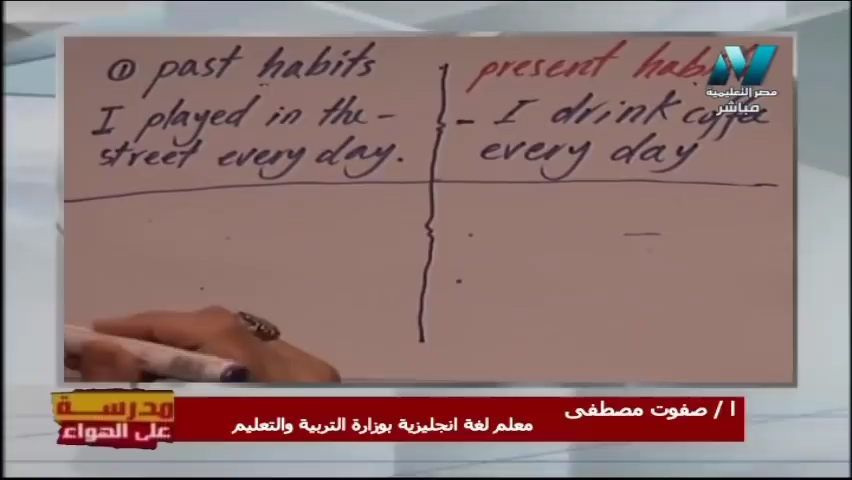 ① past habits
I played in the -
street every day.
present habits
- I drink coffee
every day
مصر التعليمية
مباشر
أ / صفوت مصطفى
معلم لغة انجليزية بوزارة التربية والتعليم
مدرسة
على الهواء